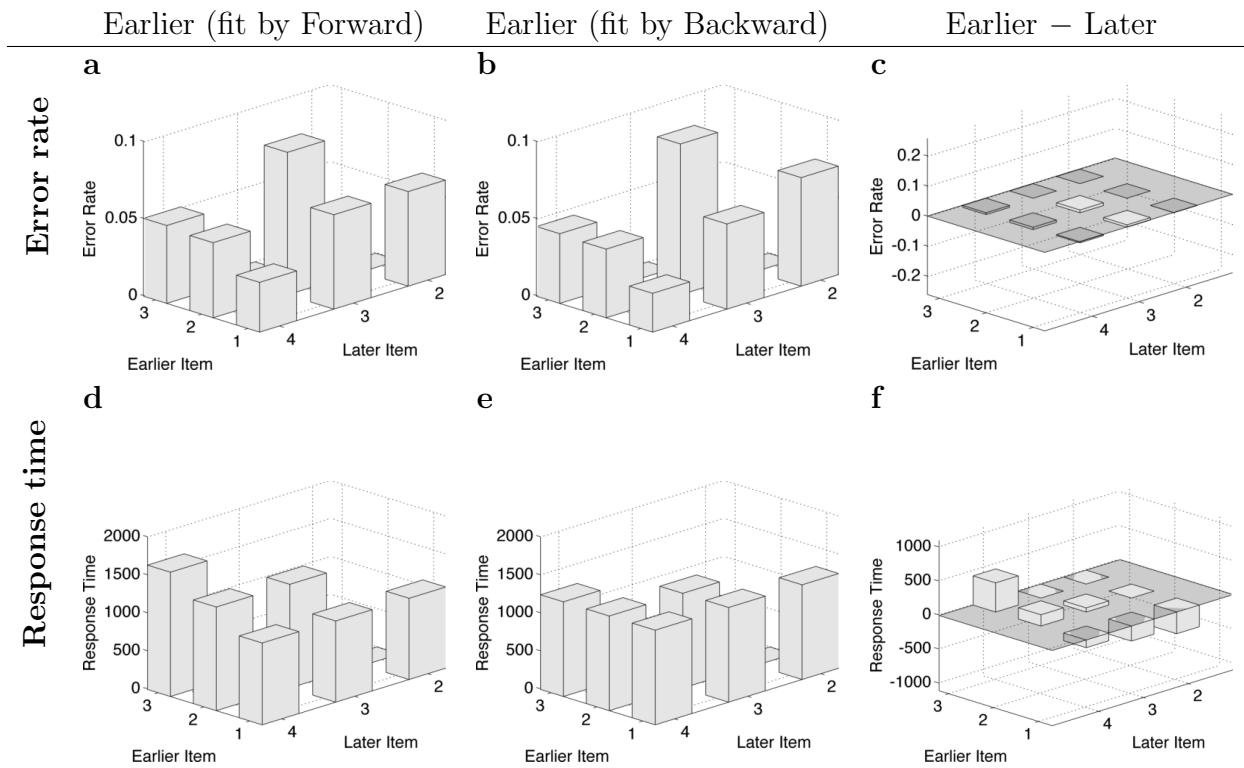 Earlier (fit by Forward) Earlier (fit by Backward) Earlier − Later
Error rate
a
0.1
0.05
0
Error Rate
3
2
1
4
3
2
Earlier Item
Later Item
b
0.1
0.05
0
Error Rate
3
2
1
4
3
2
Earlier Item
Later Item
c
0.2
0.1
0
-0.1
-0.2
Error Rate
3
2
1
4
3
2
Earlier Item
Later Item
Response time
d
2000
1500
1000
500
0
Response Time
3
2
1
4
3
2
Earlier Item
Later Item
e
2000
1500
1000
500
0
Response Time
3
2
1
4
3
2
Earlier Item
Later Item
f
1000
500
0
-500
-1000
Response Time
3
2
1
4
3
2
Earlier Item
Later Item